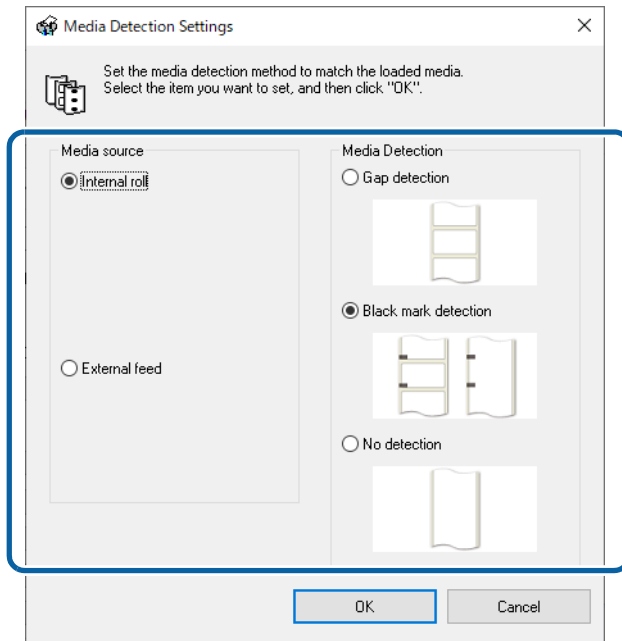 Media Detection Settings
Set the media detection method to match the loaded media.
Select the item you want to set, and then click "OK".
Media source
Internal roll
External feed
Media Detection
Gap detection
Black mark detection
No detection
OK
Cancel